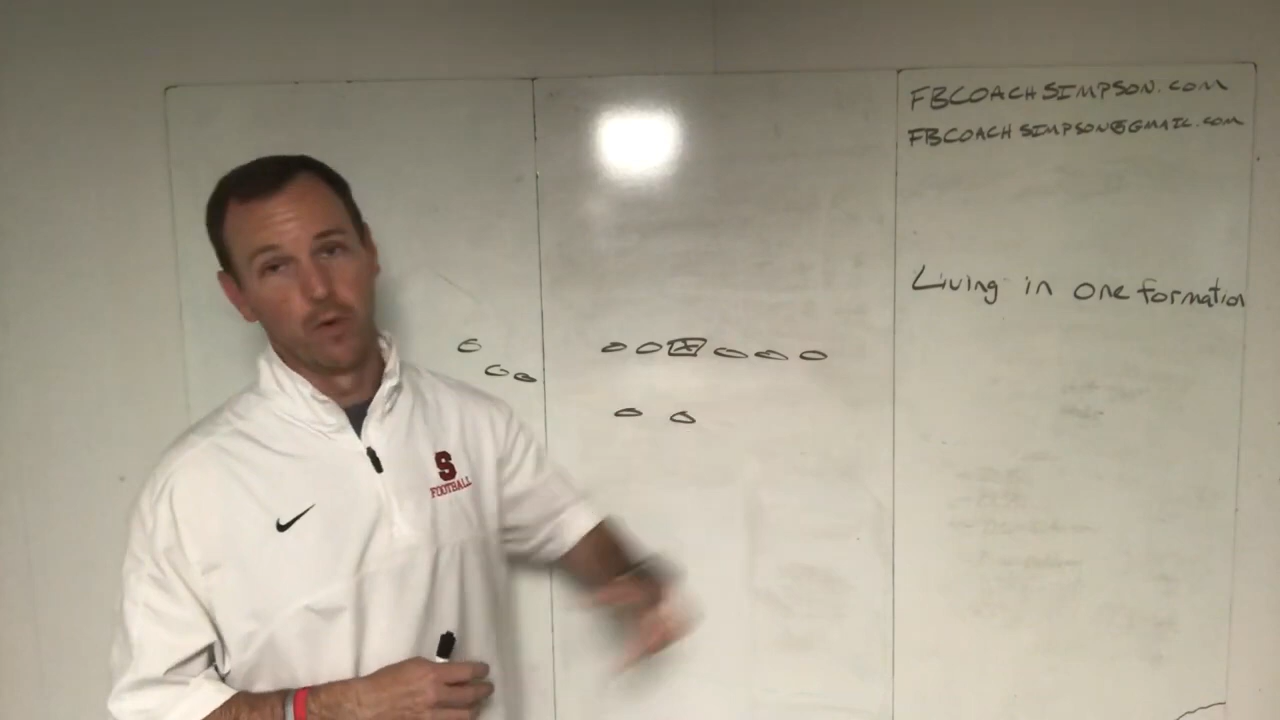 FBCOACHSIMPSON.COM
FBCOACHSIMPSON@GMAIL.COM
Living in one formation
S
FOOTBALL